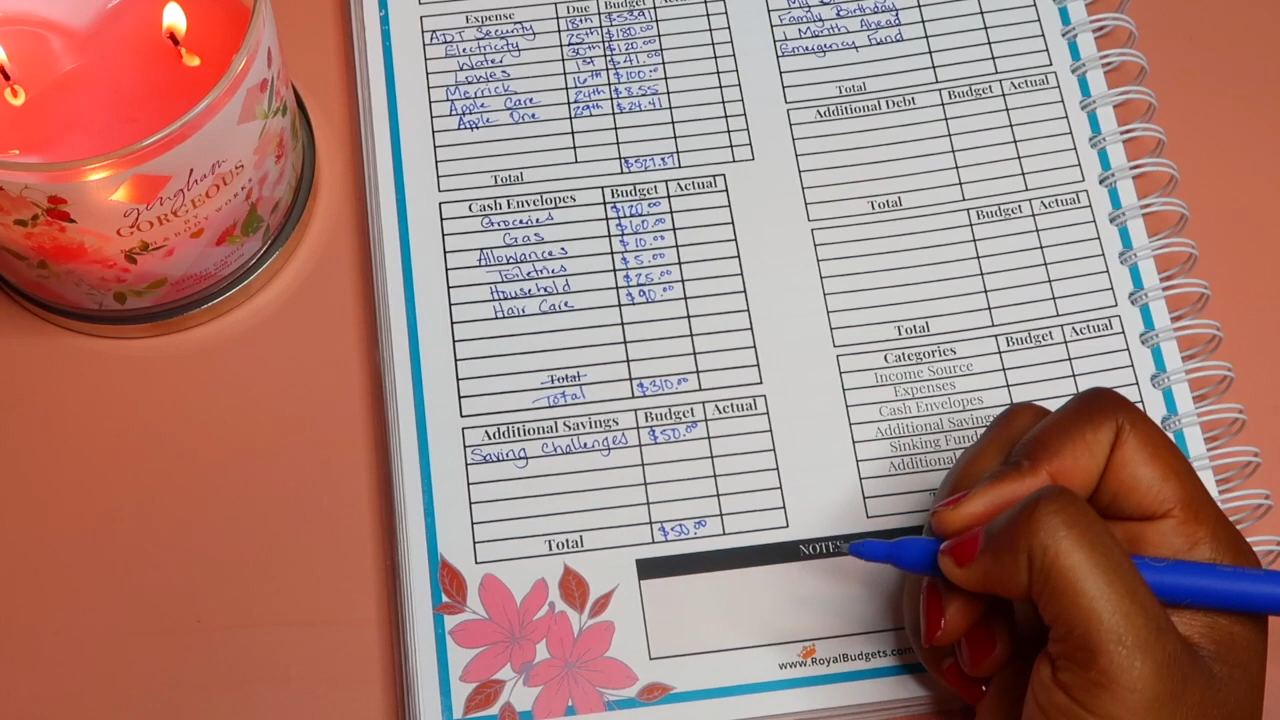 Expense Due Budget
ADT Security 18th $53.91
Electricity 25th $180.00
Water 30th $120.00
Lowes 1st $41.00
Merrick 16th $100.00
Apple Care 24th $8.55
Apple One 29th $24.41
Total $527.87
Cash Envelopes Budget Actual
Groceries $120.00
Gas $60.00
Allowances $10.00
Toiletries $5.00
Household $25.00
Hair Care $90.00
Total
Total $310.00
Additional Savings Budget Actual
Saving Challenges $50.00
Total $50.00
Family Birthday
1 Month Ahead
Emergency Fund
Total
Additional Debt Budget Actual
Total
Budget Actual
Total
Categories Budget Actual
Income Source
Expenses
Cash Envelopes
Additional Savings
Sinking Fund
Additional
NOTES
www.RoyalBudgets.com
gingham
GORGEOUS